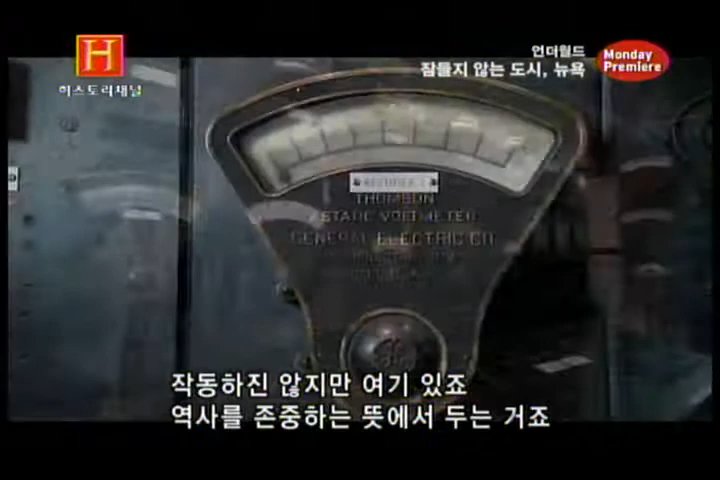 H
히스토리채널
언더월드
잠들지 않는 도시, 뉴욕
Monday
Premiere
THOMSON
ASTATIC VOLTMETER
GENERAL ELECTRIC CO
작동하진 않지만 여기 있죠
역사를 존중하는 뜻에서 두는 거죠